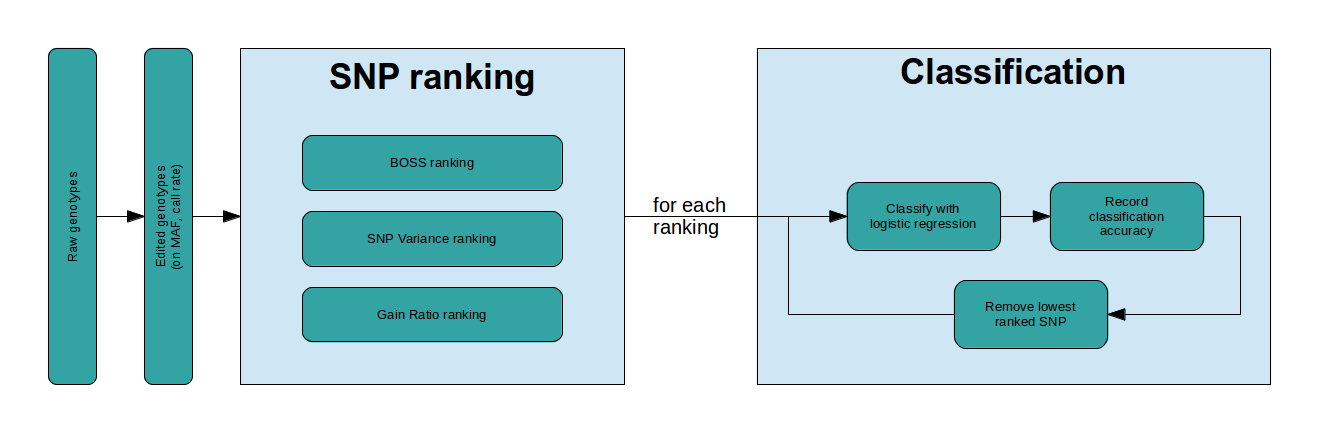 Raw genotypes
Edited genotypes
(on MAF, call rate)
SNP ranking
BOSS ranking
SNP Variance ranking
Gain Ratio ranking
for each
ranking
Classification
Classify with
logistic regression
Record
classification
accuracy
Remove lowest
ranked SNP